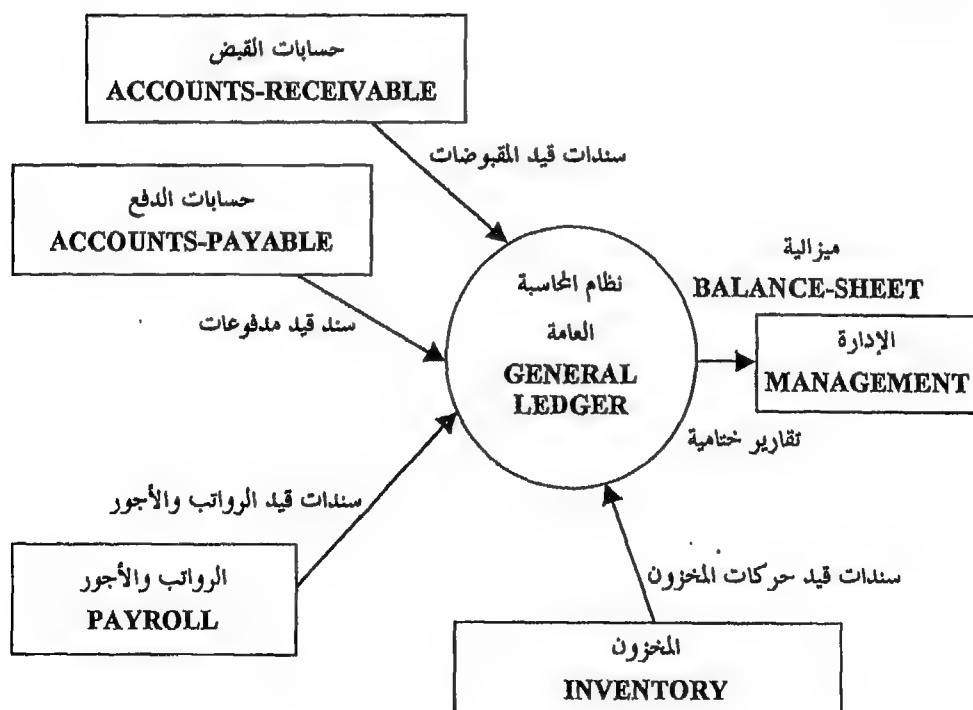 حسابات القبض
ACCOUNTS-RECEIVABLE
سندات قيد المقبوضات
حسابات الدفع
ACCOUNTS-PAYABLE
سند قيد مدفوعات
نظام المحاسبة
العامة
GENERAL
LEDGER
ميزالية
BALANCE-SHEET
الإدارة
MANAGEMENT
تقارير ختامية
سندات قيد الرواتب والأجور
الرواتب والأجور
PAYROLL
سندات قيد حركات المخزون
المخزون
INVENTORY